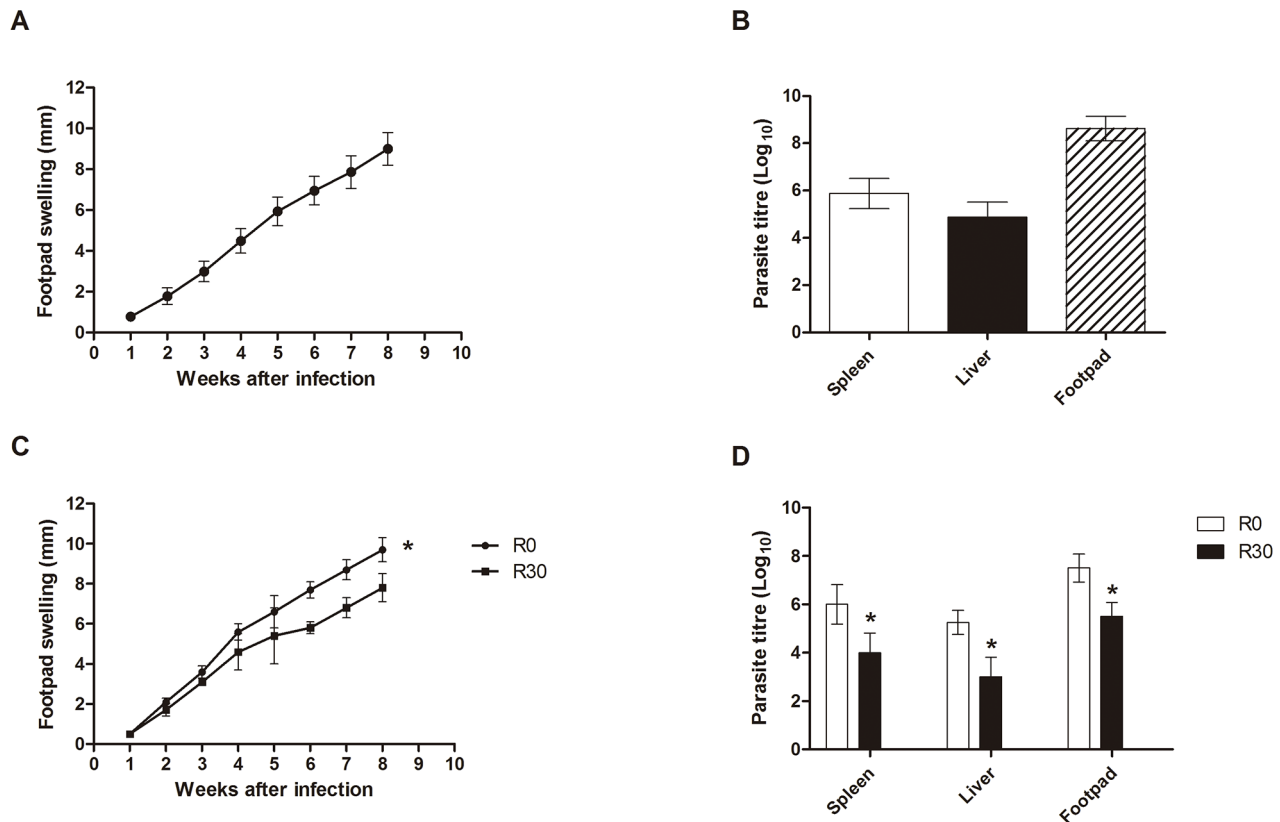 A
Footpad swelling (mm)
12
10
8
6
4
2
0
0 1 2 3 4 5 6 7 8 9 10
Weeks after infection
B
Parasite titre (Log10)
10
8
6
4
2
0
Spleen
Liver
Footpad
C
Footpad swelling (mm)
12
10
8
6
4
2
0
*
R0
R30
0 1 2 3 4 5 6 7 8 9 10
Weeks after infection
D
Parasite titre (Log10)
10
8
6
4
2
0
* * *
R0
R30
Spleen
Liver
Footpad